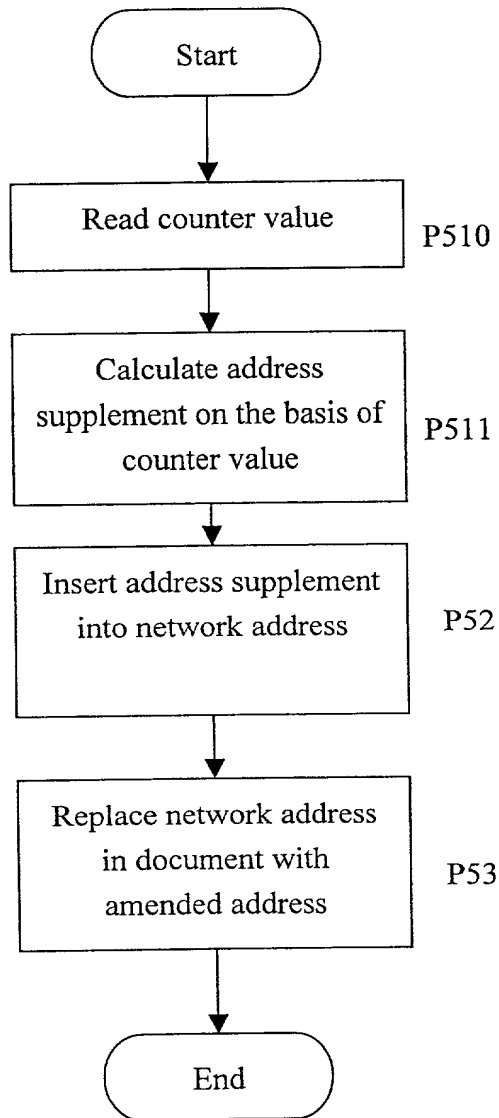 Start
Read counter value
P510
Calculate address
supplement on the basis of
counter value
P511
Insert address supplement
into network address
P52
Replace network address
in document with
amended address
P53
End